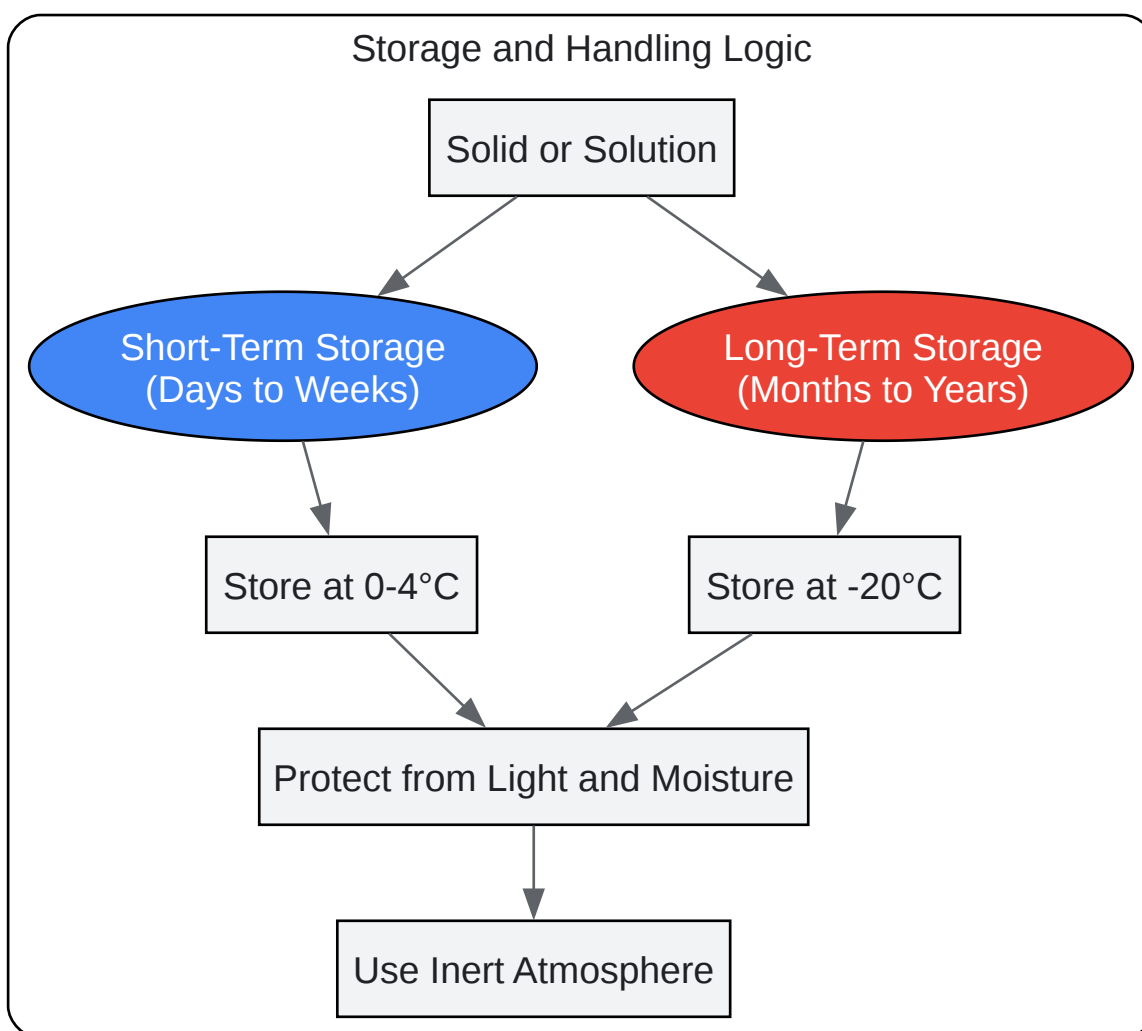 Storage and Handling Logic
Solid or Solution
Short-Term Storage
(Days to Weeks)
Long-Term Storage
(Months to Years)
Store at 0-4°C
Store at -20°C
Protect from Light and Moisture
Use Inert Atmosphere